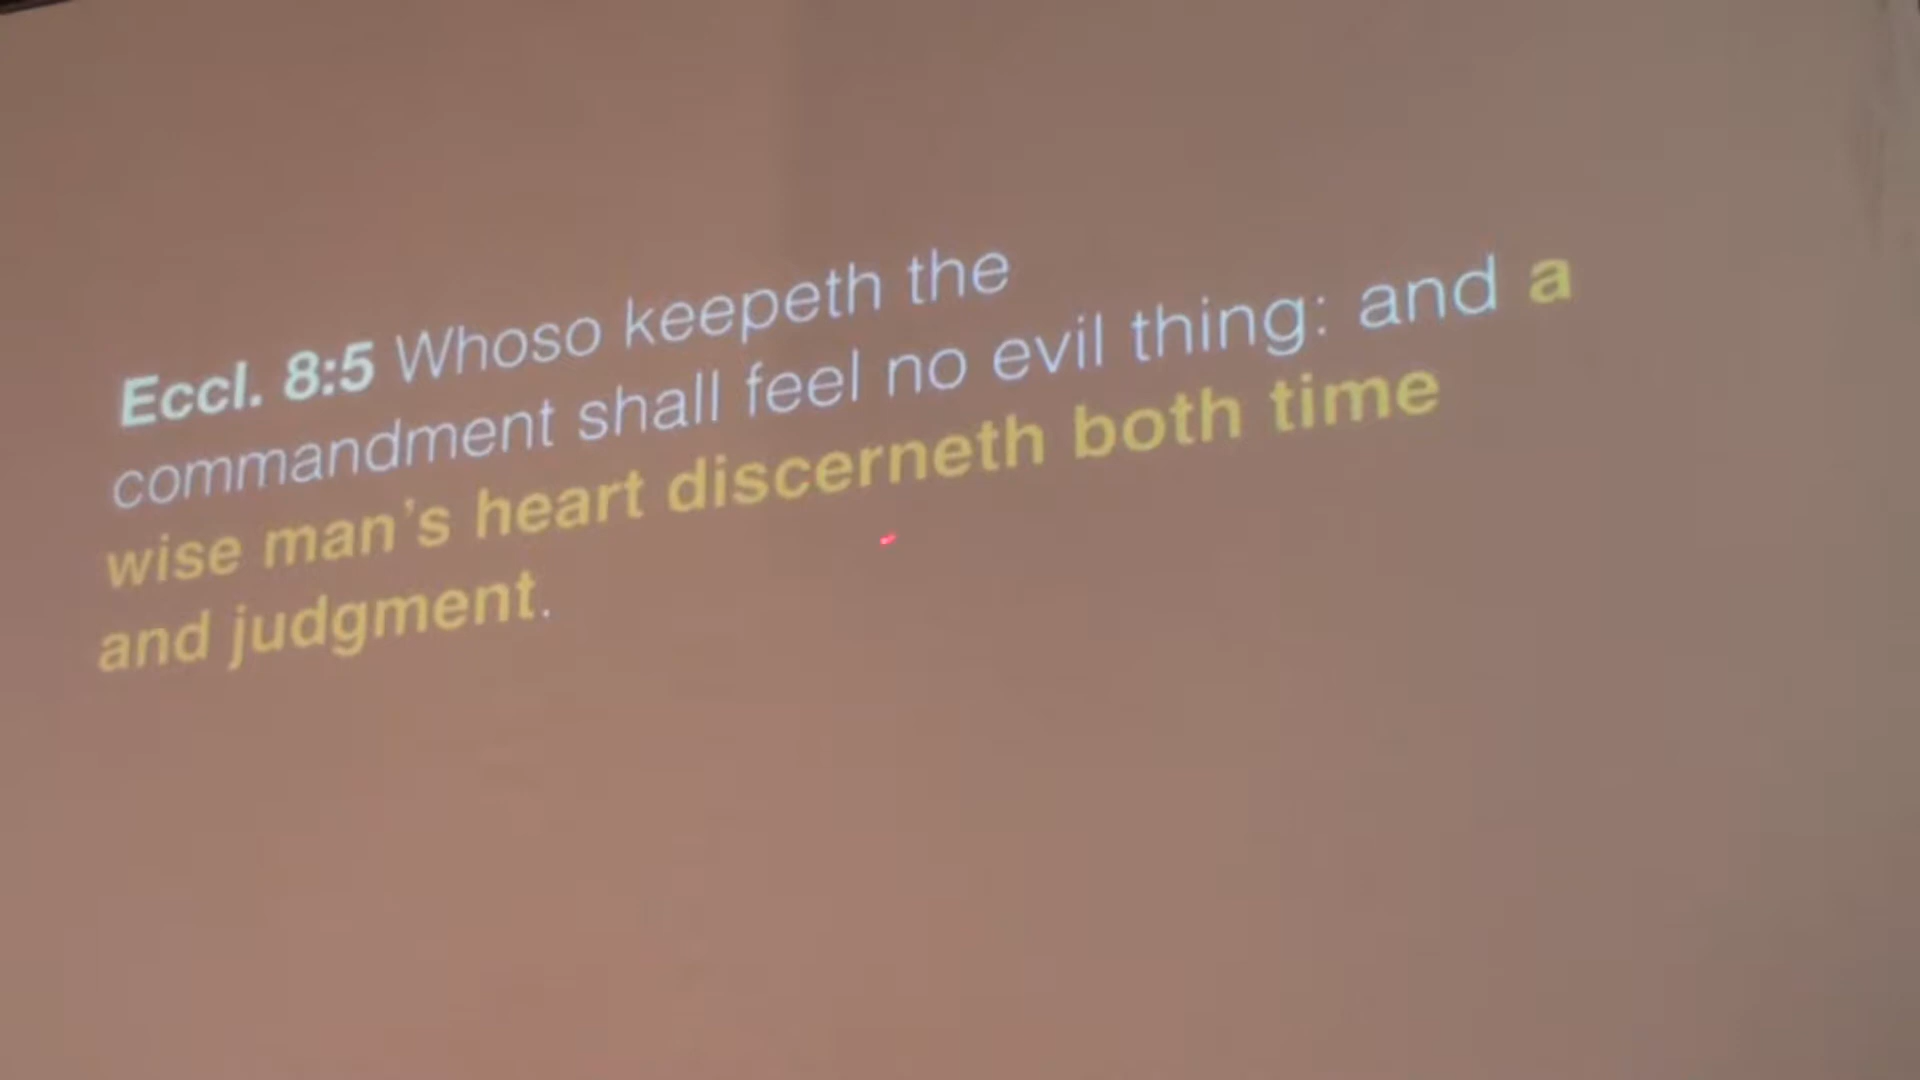 Eccl. 8:5 Whoso keepeth the
commandment shall feel no evil thing: and a
wise man's heart discerneth both time
and judgment.